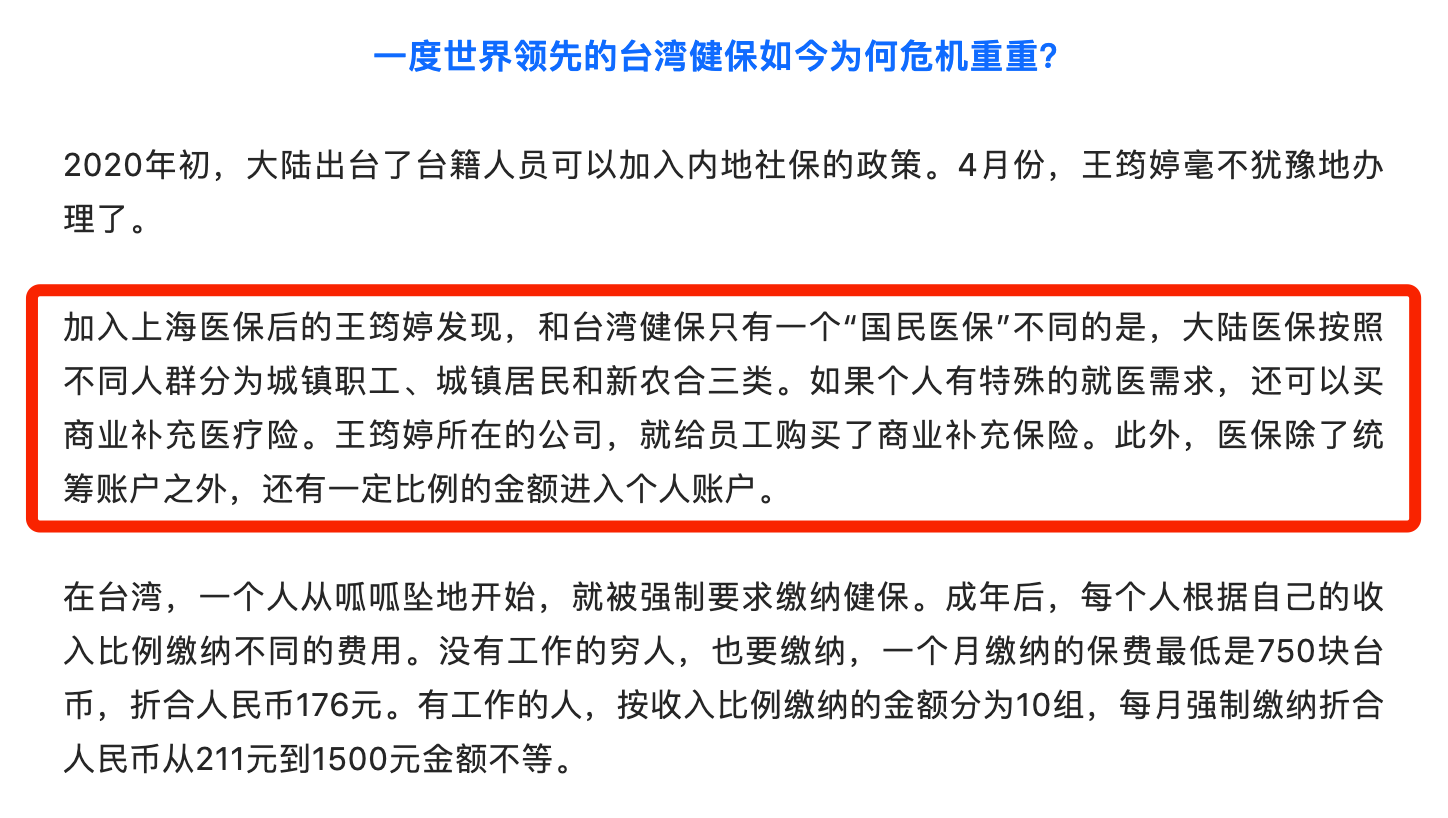 一度世界领先的台湾健保如今为何危机重重?
2020年初，大陆出台了台籍人员可以加入内地社保的政策。4月份，王筠婷毫不犹豫地办
理了。
加入上海医保后的王筠婷发现，和台湾健保只有一个“国民医保”不同的是，大陆医保按照
不同人群分为城镇职工、城镇居民和新农合三类。如果个人有特殊的就医需求，还可以买
商业补充医疗险。王筠婷所在的公司，就给员工购买了商业补充保险。此外，医保除了统
筹账户之外，还有一定比例的金额进入个人账户。
在台湾，一个人从呱呱坠地开始，就被强制要求缴纳健保。成年后，每个人根据自己的收
入比例缴纳不同的费用。没有工作的穷人，也要缴纳，一个月缴纳的保费最低是750块台
币，折合人民币176元。有工作的人，按收入比例缴纳的金额分为10组，每月强制缴纳折合
人民币从211元到1500元金额不等。